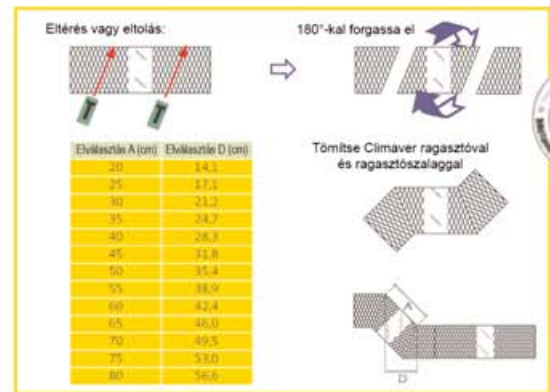 Eltérés vagy eltolás:
180°-kal forgassa el
Tömítse Climaver ragasztóval
és ragasztószalaggal
Elválasztás A (cm) Elválasztás D (cm)
20 14,1
25 17,1
30 21,2
35 24,7
40 28,3
45 31,8
50 35,4
55 38,9
60 42,4
65 46,0
70 49,5
75 53,0
80 56,6
A
D